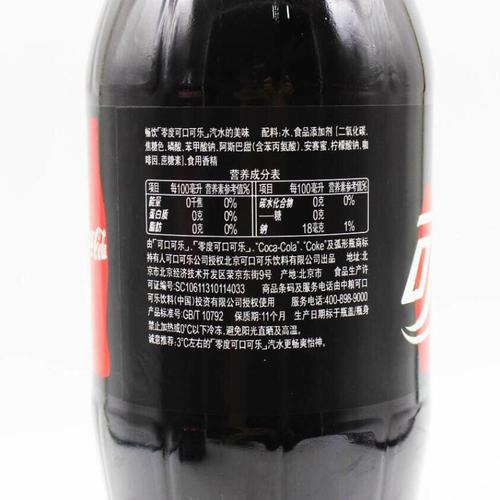 畅饮「零度可口可乐」汽水的美味 配料:水、食品添加剂 [二氧化碳,
焦糖色, 磷酸, 苯甲酸钠, 阿斯巴甜(含苯丙氨酸), 安赛蜜, 柠檬酸钠, 咖
啡因, 蔗糖素], 食用香精
营养成分表
项目 每100毫升 营养素参考值% 项目 每100毫升 营养素参考值%
能量 0千焦 0% 碳水化合物 0克 0%
蛋白质 0克 0% —糖 0克
脂肪 0克 0% 钠 18毫克 1%
由「可口可乐」, 「零度可口可乐」, "Coca-Cola", "Coke"及弧形瓶商标
持有人可口可乐公司授权北京可口可乐饮料有限公司出品 地址:北京
北京市北京经济技术开发区荣京东街9号 产地:北京市 食品生产许
可证编号:SC10611310114033 商品条码及服务电话由中粮可口
可乐饮料(中国)投资有限公司授权使用 服务电话:400-898-9000
产品标准号:GB/T 10792 保质期:11个月 生产日期标于瓶盖/瓶身
禁止加热或0℃以下冷冻, 避免阳光直晒及高温。
诚意推荐: 3℃左右的「零度可口可乐」汽水更畅爽怡神。